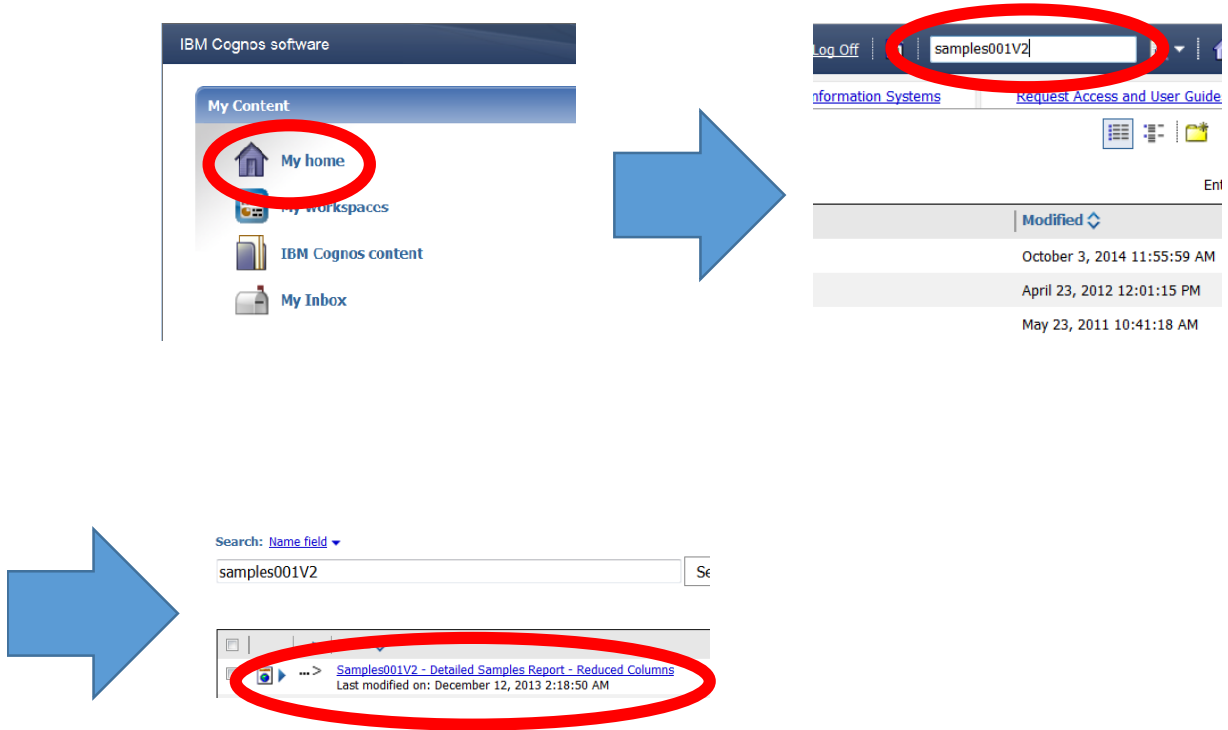 IBM Cognos software
My Content
My home
My workspaces
IBM Cognos content
My Inbox
Log Off
samples001V2
Information Systems
Request Access and User Guide
Modified
October 3, 2014 11:55:59 AM
April 23, 2012 12:01:15 PM
May 23, 2011 10:41:18 AM
Search: Name field
samples001V2
...> Samples001V2 - Detailed Samples Report - Reduced Columns
Last modified on: December 12, 2013 2:18:50 AM